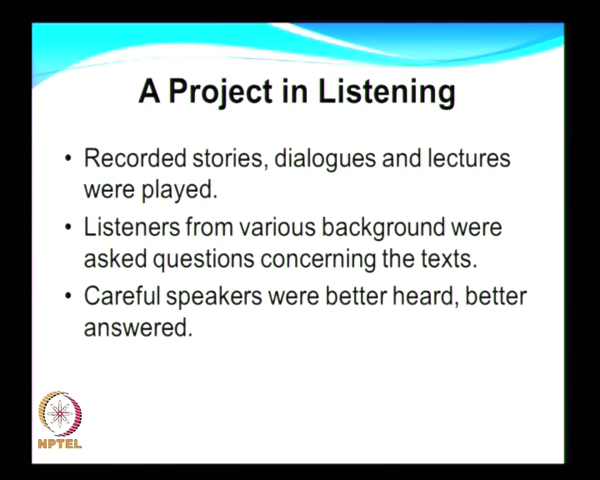 A Project in Listening
• Recorded stories, dialogues and lectures
were played.
• Listeners from various background were
asked questions concerning the texts.
• Careful speakers were better heard, better
answered.
NPTEL